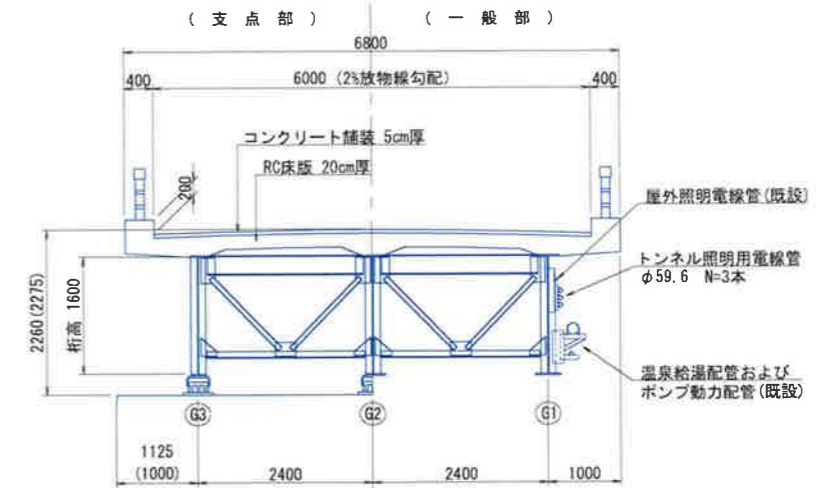 （ 支 点 部 ）
（ 一 般 部 ）
6800
400
6000（2%放物線勾配）
400
コンクリート舗装 5cm厚
RC床版 20cm厚
200
屋外照明電線管(既設)
トンネル照明用電線管
φ59.6 N=3本
2260(2275)
桁高 1600
温泉給湯配管および
ポンプ動力配管(既設)
G3
G2
G1
1125
(1000)
2400
2400
1000